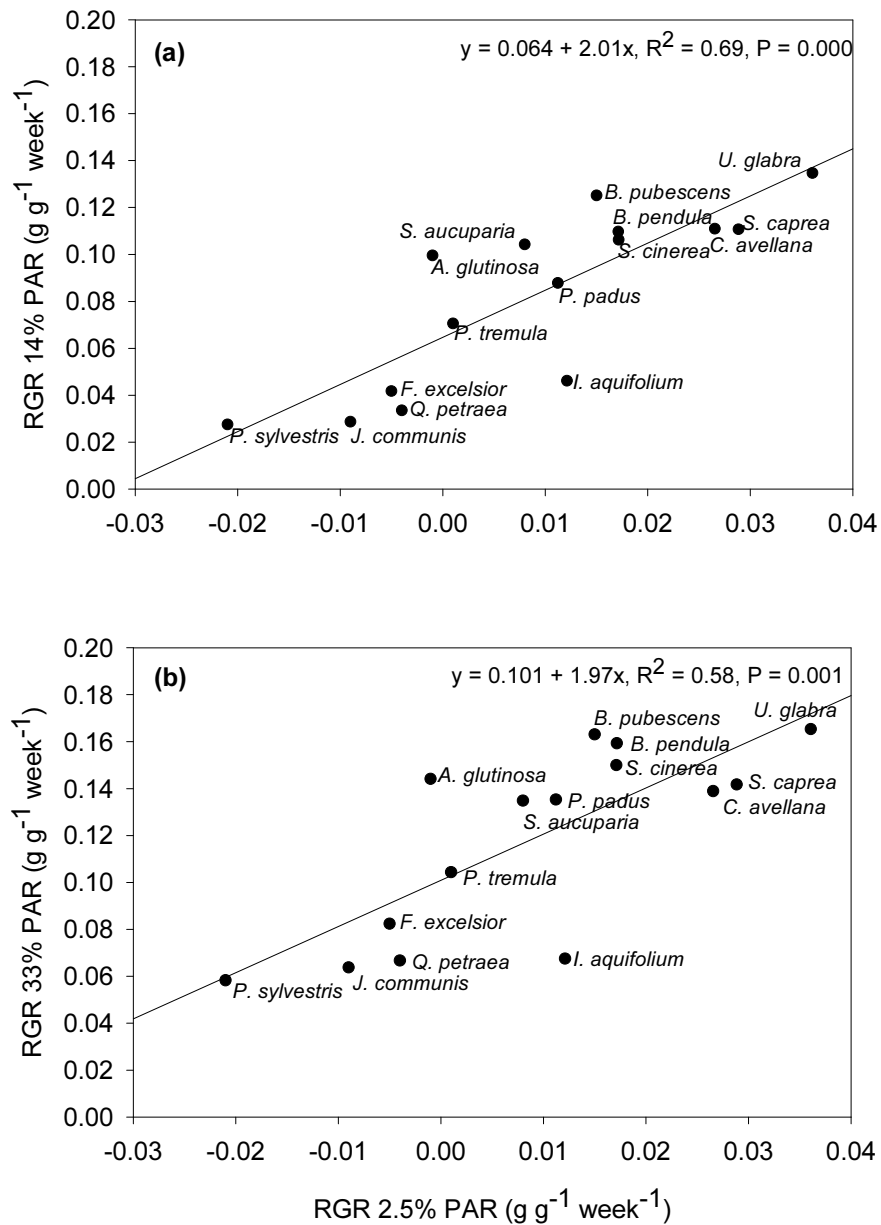 0.20
(a)
y = 0.064 + 2.01x, R² = 0.69, P = 0.000
0.18
0.16
0.14
0.12
0.10
0.08
0.06
0.04
0.02
0.00
RGR 14% PAR (g g⁻¹ week⁻¹)
U. glabra
B. pubescens
B. pendula
S. aucuparia
S. caprea
S. cinerea
C. avellana
A. glutinosa
P. padus
P. tremula
F. excelsior
I. aquifolium
Q. petraea
P. sylvestris
J. communis
-0.03 -0.02 -0.01 0.00 0.01 0.02 0.03 0.04
0.20
(b)
y = 0.101 + 1.97x, R² = 0.58, P = 0.001
0.18
0.16
0.14
0.12
0.10
0.08
0.06
0.04
0.02
0.00
RGR 33% PAR (g g⁻¹ week⁻¹)
U. glabra
B. pubescens
B. pendula
S. cinerea
A. glutinosa
S. caprea
P. padus
C. avellana
S. aucuparia
P. tremula
F. excelsior
Q. petraea
I. aquifolium
J. communis
P. sylvestris
-0.03 -0.02 -0.01 0.00 0.01 0.02 0.03 0.04
RGR 2.5% PAR (g g⁻¹ week⁻¹)